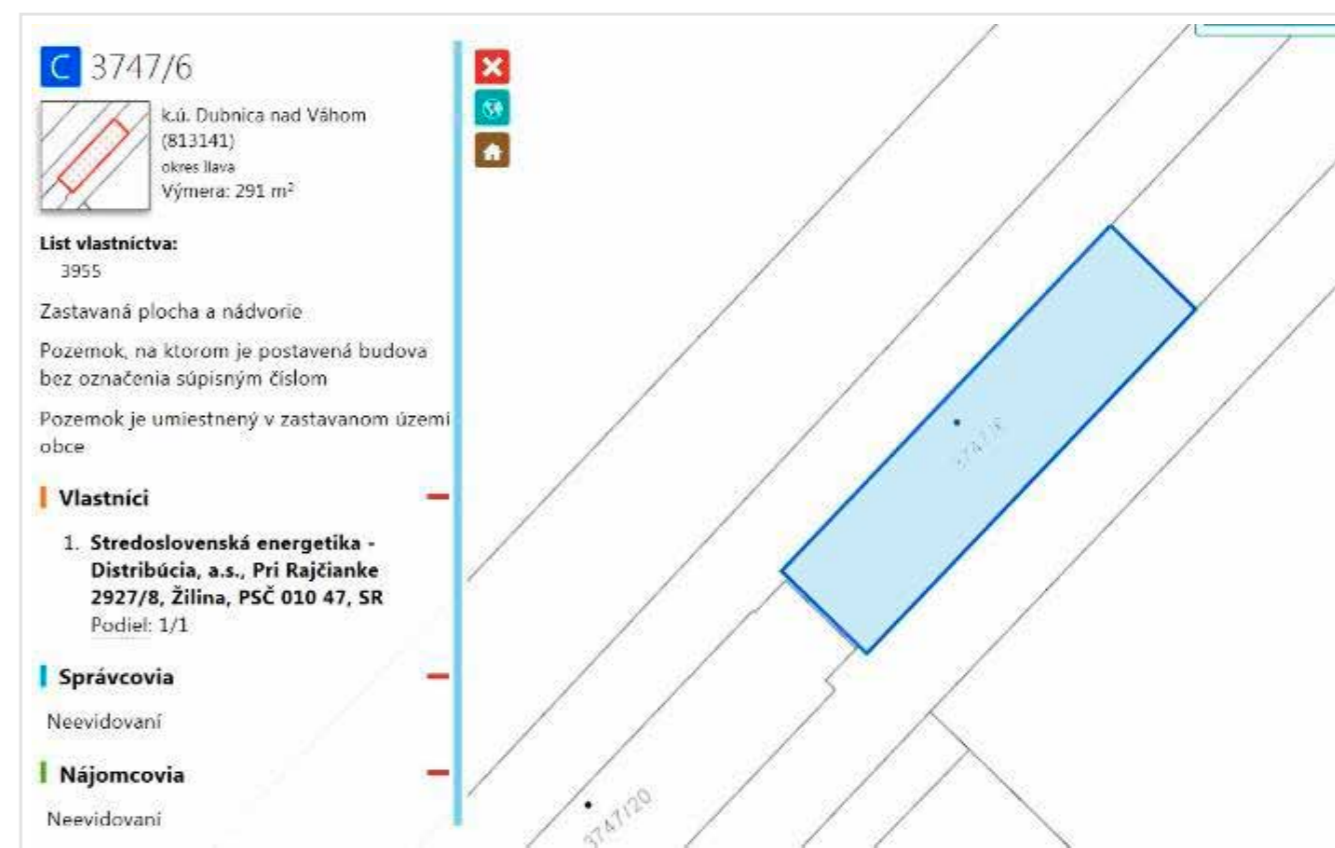 C 3747/6
k.ú. Dubnica nad Váhom
(813141)
okres Ilava
Výmera: 291 m²
List vlastníctva:
3955
Zastavaná plocha a nádvorie
Pozemok, na ktorom je postavená budova
bez označenia súpisným číslom
Pozemok je umiestnený v zastavanom území
obce
Vlastníci
1. Stredoslovenská energetika -
Distribúcia, a.s., Pri Rajčianke
2927/8, Žilina, PSČ 010 47, SR
Podiel: 1/1
Správcovia
Neevidovaní
Nájomcovia
Neevidovaní
3747/6
3747/20